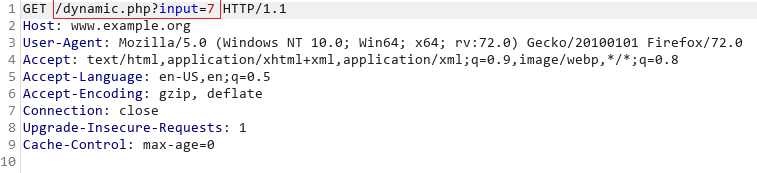 1 GET /dynamic.php?input=7 HTTP/1.1
2 Host: www.example.org
3 User-Agent: Mozilla/5.0 (Windows NT 10.0; Win64; x64; rv:72.0) Gecko/20100101 Firefox/72.0
4 Accept: text/html,application/xhtml+xml,application/xml;q=0.9,image/webp,*/*;q=0.8
5 Accept-Language: en-US,en;q=0.5
6 Accept-Encoding: gzip, deflate
7 Connection: close
8 Upgrade-Insecure-Requests: 1
9 Cache-Control: max-age=0
10